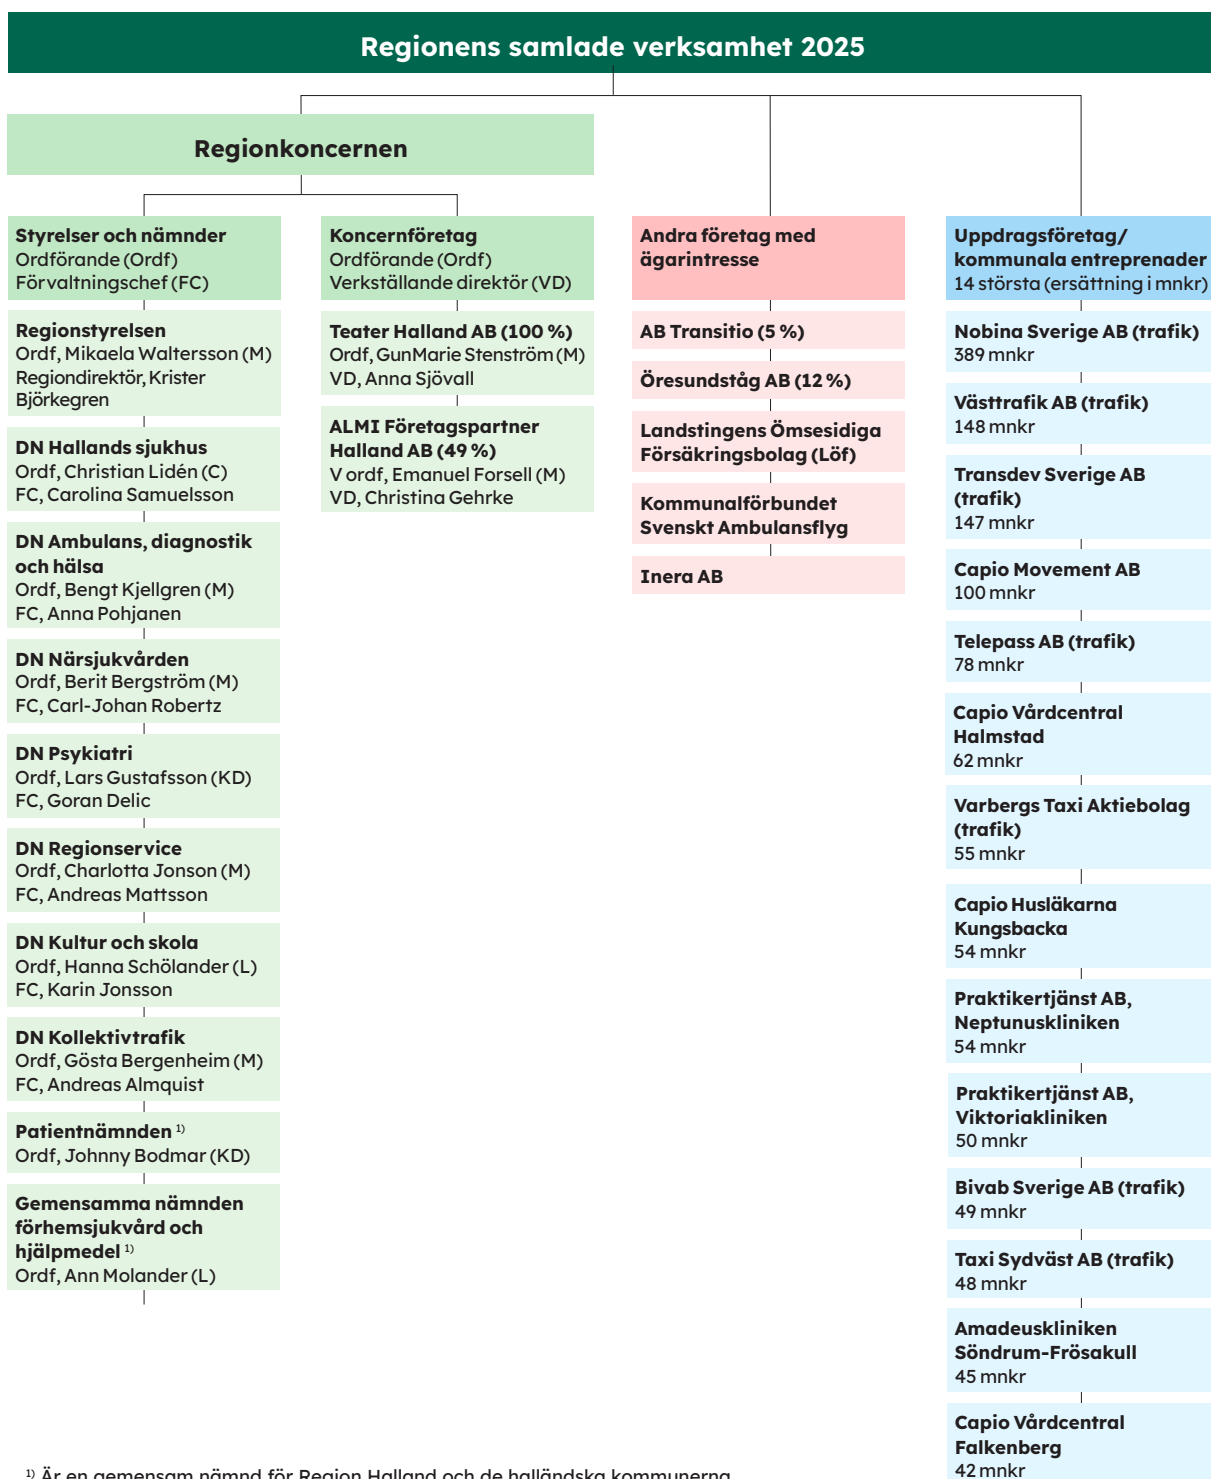 Regionens samlade verksamhet 2025
Regionkoncernen
Styrelser och nämnder
Ordförande (Ordf)
Förvaltningschef (FC)
Regionstyrelsen
Ordf, Mikaela Waltersson (M)
Regiondirektör, Krister
Björkegren
DN Hallands sjukhus
Ordf, Christian Lidén (C)
FC, Carolina Samuelsson
DN Ambulans, diagnostik
och hälsa
Ordf, Bengt Kjellgren (M)
FC, Anna Pohjanen
DN Närsjukvården
Ordf, Berit Bergström (M)
FC, Carl-Johan Robertz
DN Psykiatri
Ordf, Lars Gustafsson (KD)
FC, Goran Delic
DN Regionservice
Ordf, Charlotta Jonson (M)
FC, Andreas Mattsson
DN Kultur och skola
Ordf, Hanna Schölander (L)
FC, Karin Jonsson
DN Kollektivtrafik
Ordf, Gösta Bergenheim (M)
FC, Andreas Almquist
Patientnämnden 1)
Ordf, Johnny Bodmar (KD)
Gemensamma nämnden
förhemsjukvård och
hjälpmedel 1)
Ordf, Ann Molander (L)
Koncernföretag
Ordförande (Ordf)
Verkställande direktör (VD)
Teater Halland AB (100 %)
Ordf, GunMarie Stenström (M)
VD, Anna Sjövall
ALMI Företagspartner
Halland AB (49 %)
V ordf, Emanuel Forsell (M)
VD, Christina Gehrke
Andra företag med
ägarintresse
AB Transitio (5 %)
Öresundståg AB (12 %)
Landstingens Ömsesidiga
Försäkringsbolag (Löf)
Kommunalförbundet
Svenskt Ambulansflyg
Inera AB
Uppdragsföretag/
kommunala entreprenader
14 största (ersättning i mnkr)
Nobina Sverige AB (trafik)
389 mnkr
Västtrafik AB (trafik)
148 mnkr
Transdev Sverige AB
(trafik)
147 mnkr
Capio Movement AB
100 mnkr
Telepass AB (trafik)
78 mnkr
Capio Vårdcentral
Halmstad
62 mnkr
Varbergs Taxi Aktiebolag
(trafik)
55 mnkr
Capio Husläkarna
Kungsbacka
54 mnkr
Praktikertjänst AB,
Neptunuskliniken
54 mnkr
Praktikertjänst AB,
Viktoriakliniken
50 mnkr
Bivab Sverige AB (trafik)
49 mnkr
Taxi Sydväst AB (trafik)
48 mnkr
Amadeuskliniken
Söndrum-Frösakull
45 mnkr
Capio Vårdcentral
Falkenberg
42 mnkr
1) Är en gemensam nämnd för Region Halland och de halländska kommunerna